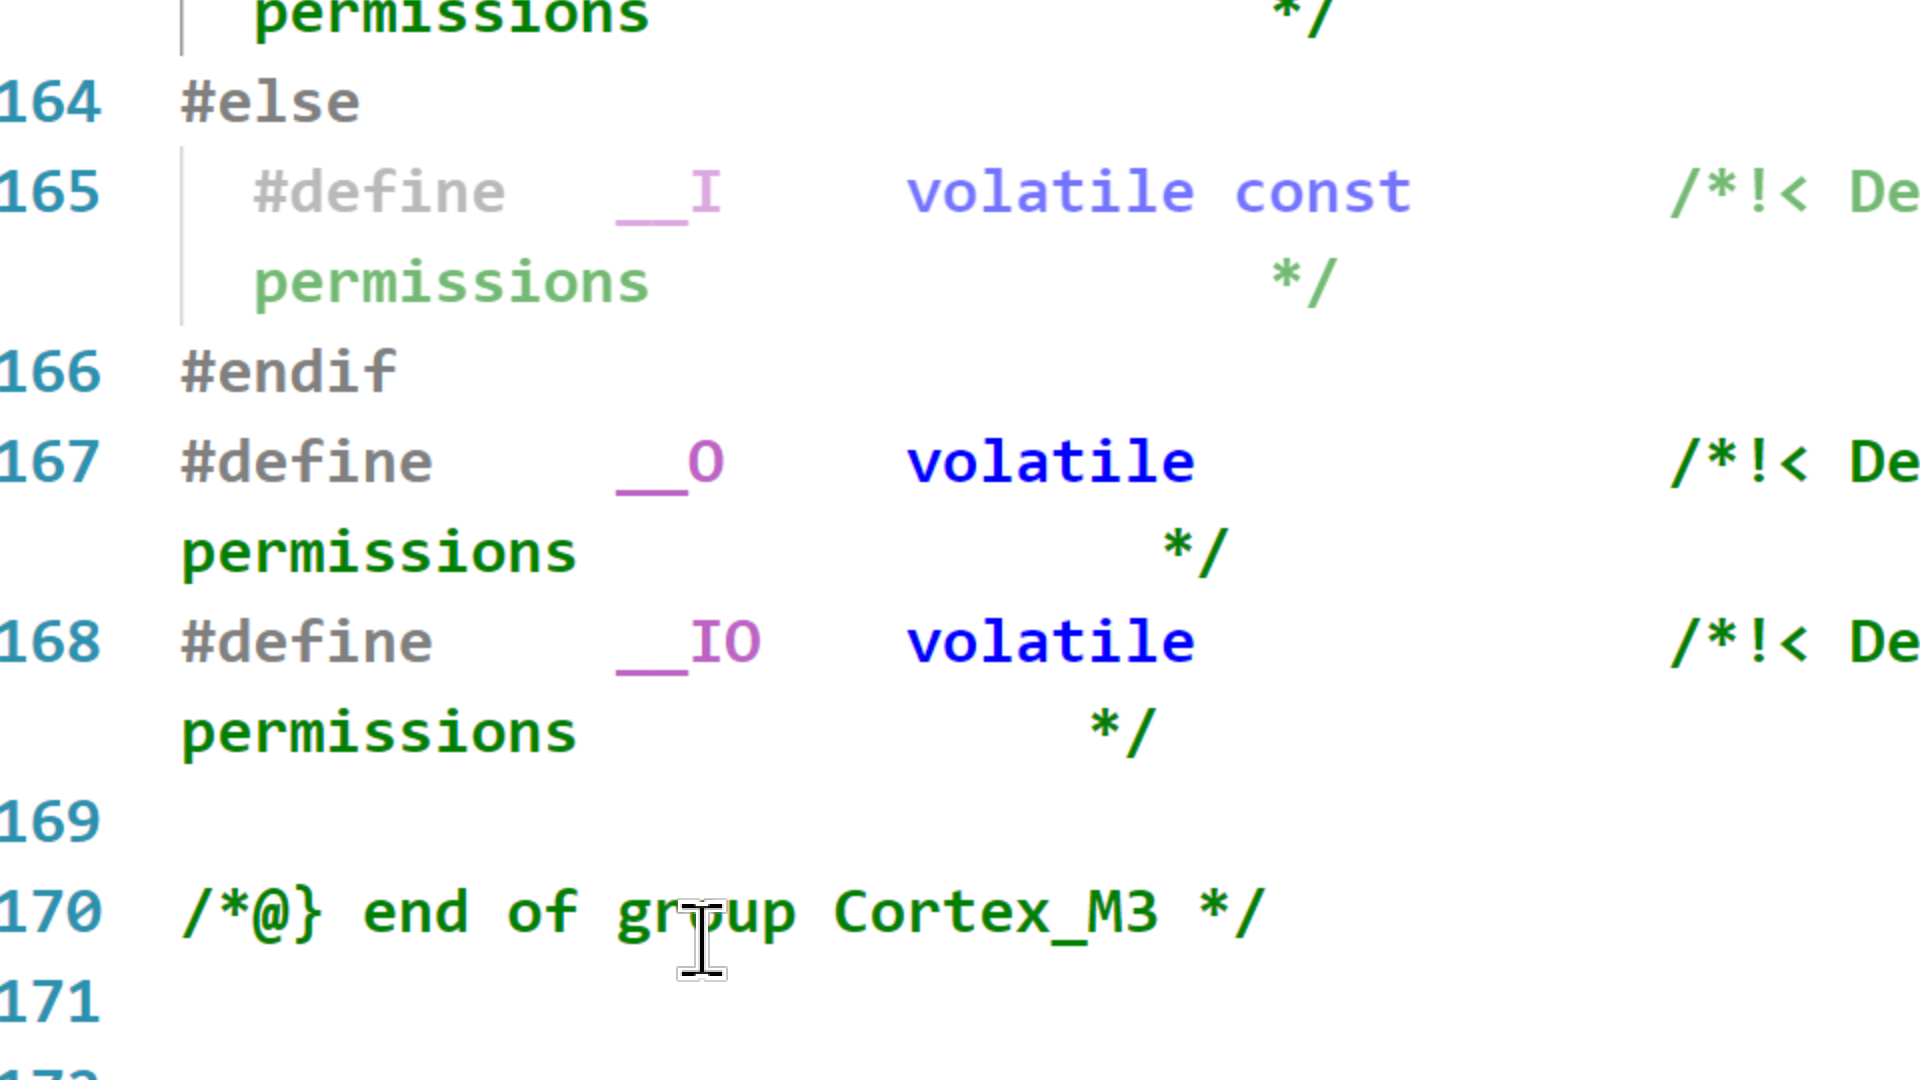 permissions */
164 #else
165 #define __I volatile const /*!< De
permissions */
166 #endif
167 #define __O volatile /*!< De
permissions */
168 #define __IO volatile /*!< De
permissions */
169
170 /*@} end of group Cortex_M3 */
171
172